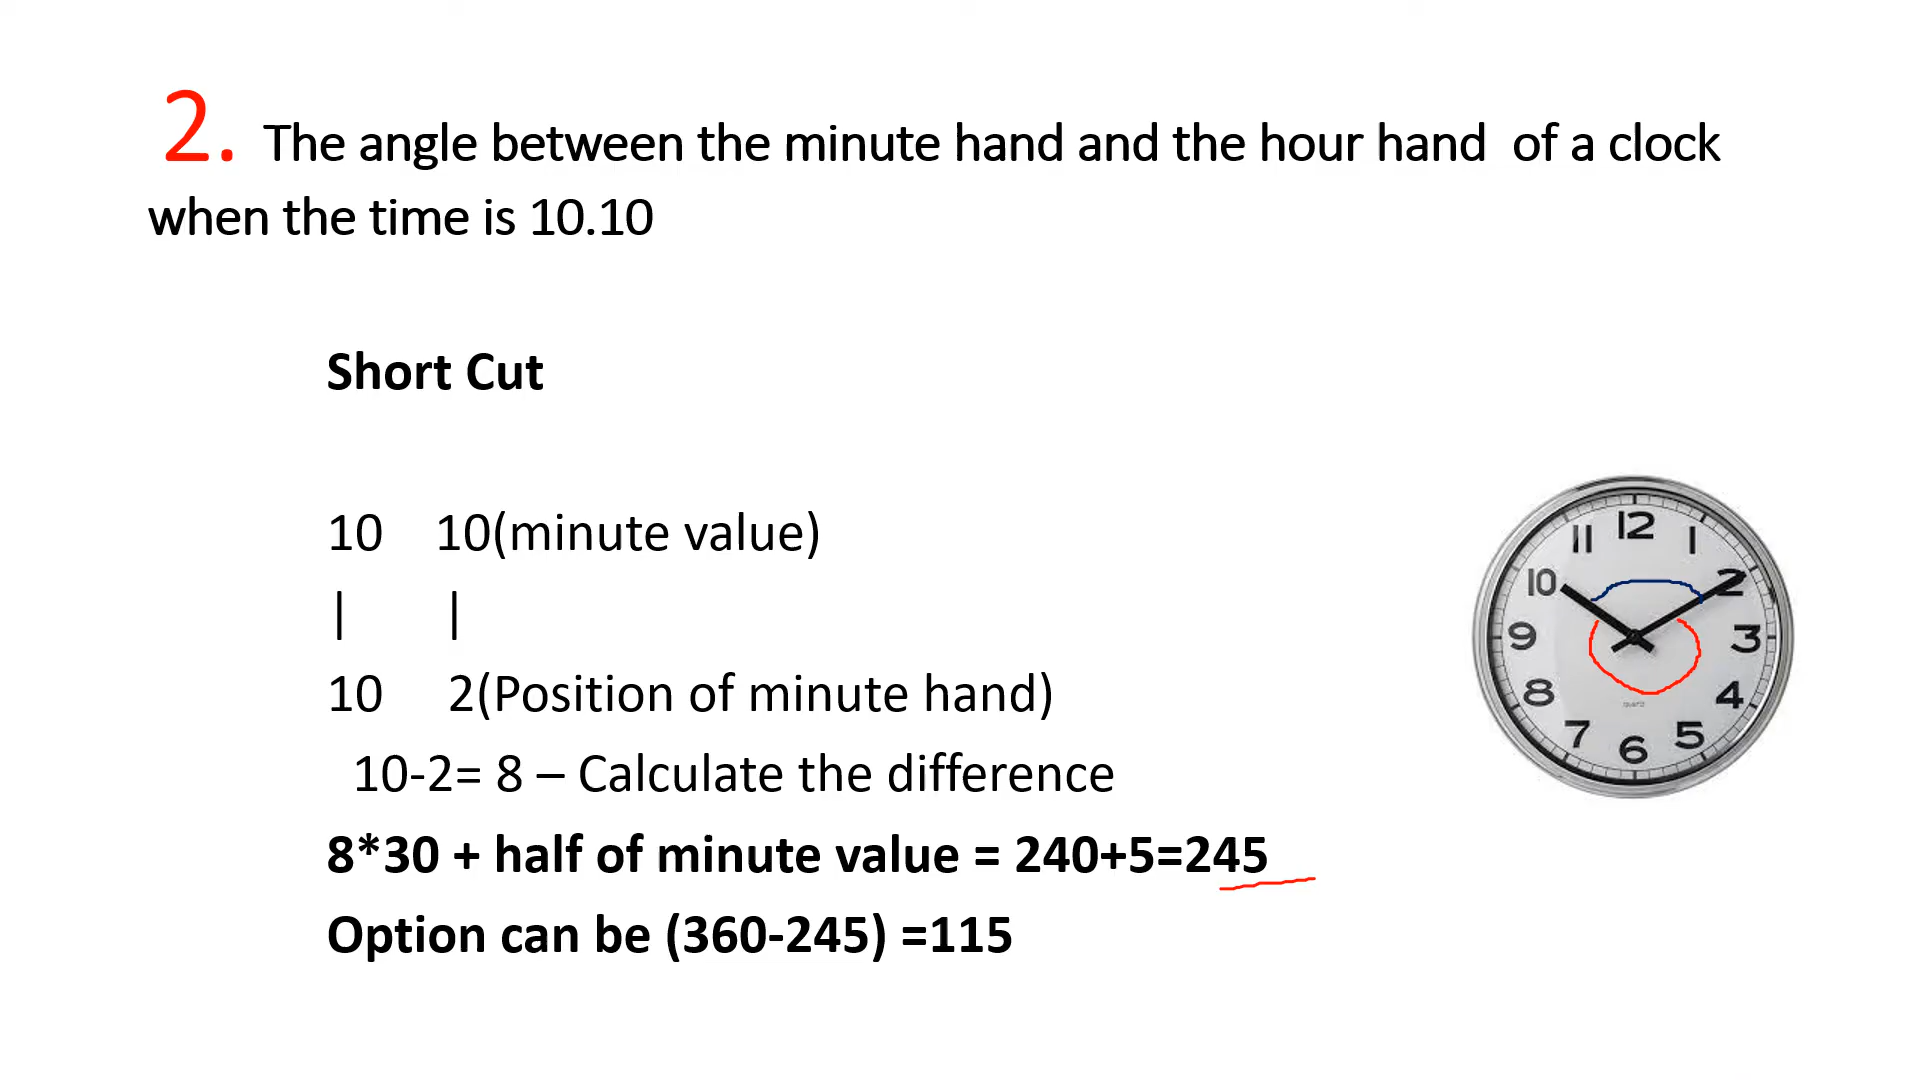 2. The angle between the minute hand and the hour hand of a clock
when the time is 10.10
Short Cut
10 10(minute value)
| |
10 2(Position of minute hand)
10-2= 8 – Calculate the difference
8*30 + half of minute value = 240+5=245
Option can be (360-245) =115
12
11 1
10 2
9 3
8 4
7 5
6